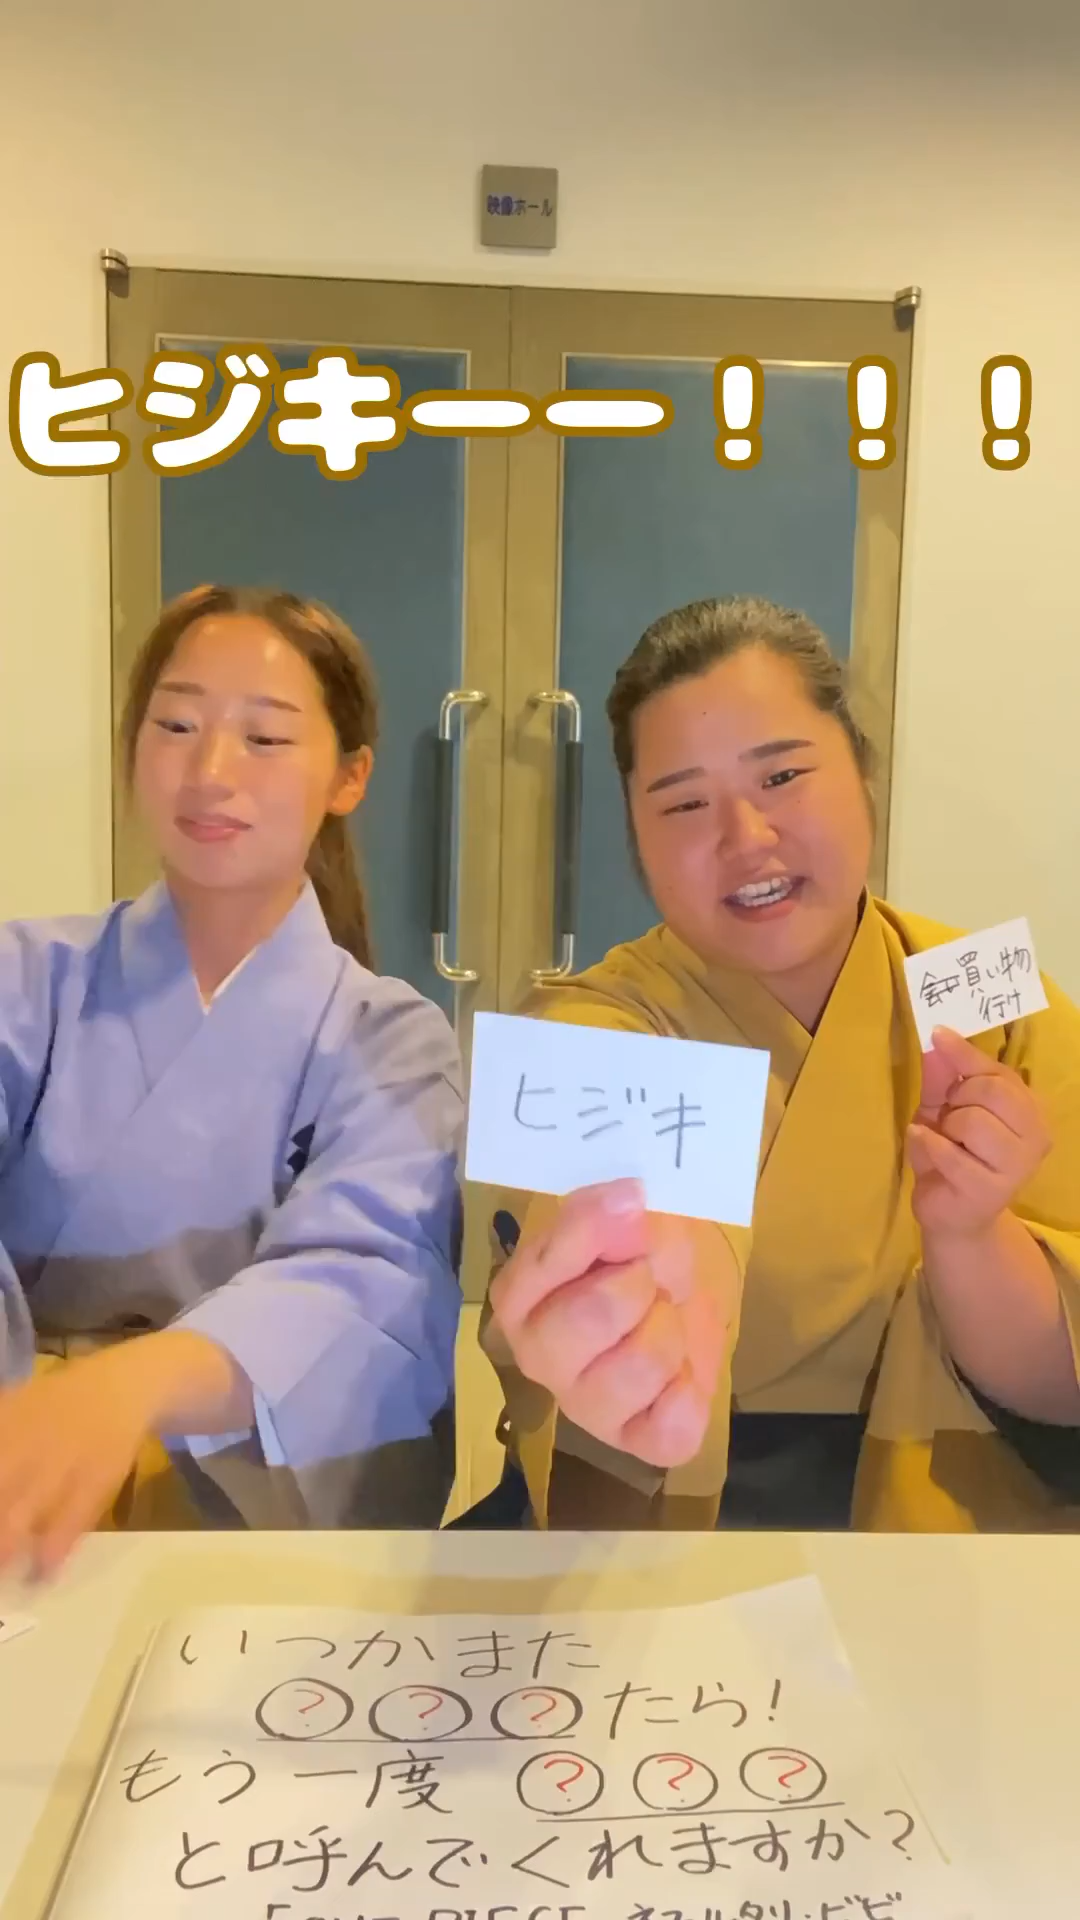 映像ホール
ヒジキーー！！！
買い物
行け
ヒジキ
いつかまた
？？？たら！
もう一度？？？
と呼んでくれますか？